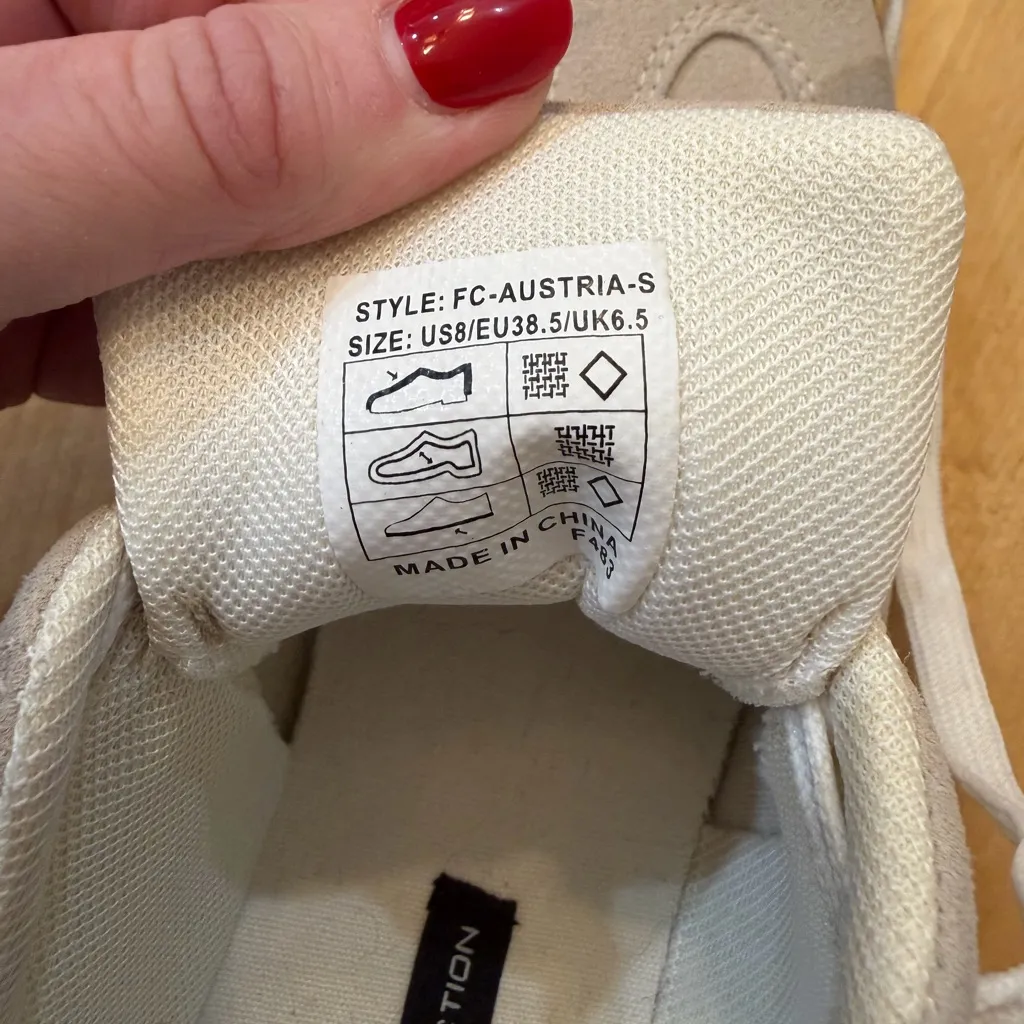 STYLE: FC-AUSTRIA-S
SIZE: US8/EU38.5/UK6.5
MADE IN CHINA
F483
TION